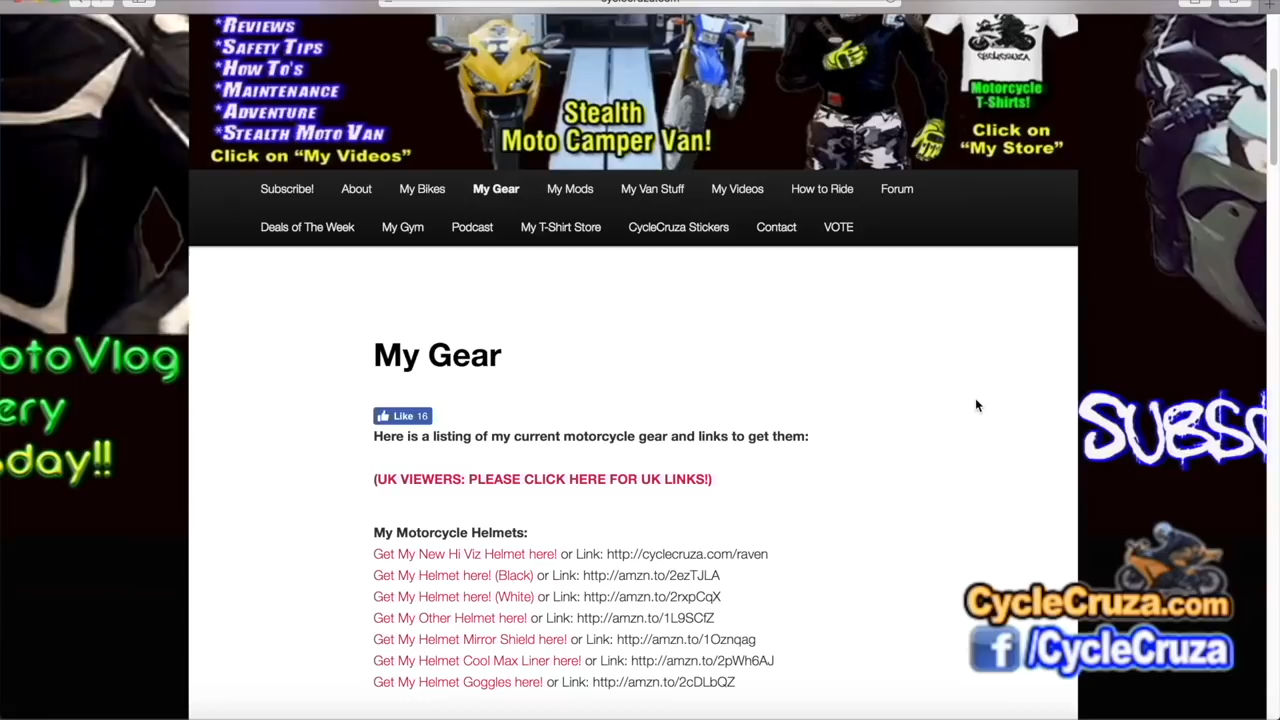 *Reviews
*Safety Tips
*How To's
*Maintenance
*Adventure
*Stealth Moto Van
Click on "My Videos"
Stealth
Moto Camper Van!
Motorcycle
T-Shirts!
Click on
"My Store"
Subscribe! About My Bikes My Gear My Mods My Van Stuff My Videos How to Ride Forum
Deals of The Week My Gym Podcast My T-Shirt Store CycleCruza Stickers Contact VOTE
My Gear
Like 16
Here is a listing of my current motorcycle gear and links to get them:
(UK VIEWERS: PLEASE CLICK HERE FOR UK LINKS!)
My Motorcycle Helmets:
Get My New Hi Viz Helmet here! or Link: http://cyclecruza.com/raven
Get My Helmet here! (Black) or Link: http://amzn.to/2ezTJLA
Get My Helmet here! (White) or Link: http://amzn.to/2rxpCqX
Get My Other Helmet here! or Link: http://amzn.to/1L9SCfZ
Get My Helmet Mirror Shield here! or Link: http://amzn.to/1Oznqag
Get My Helmet Cool Max Liner here! or Link: http://amzn.to/2pWh6AJ
Get My Helmet Goggles here! or Link: http://amzn.to/2cDLbQZ
otoVlog
ery
sday!!
SUBSC
CycleCruza.com
f /CycleCruza